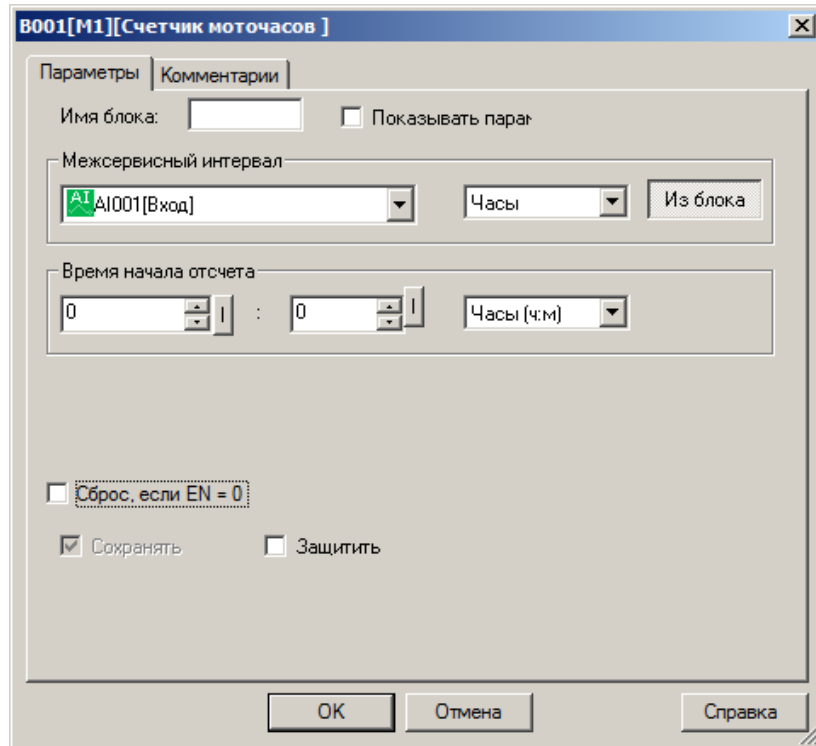 B001[M1][Счетчик моточасов ]
Параметры Комментарии
Имя блока: Показывать парам
Межсервисный интервал
AI AI001[Вход] Часы Из блока
Время начала отсчета
0 : 0 Часы (ч:м)
Сброс, если EN = 0
Сохранять Защитить
OK Отмена Справка